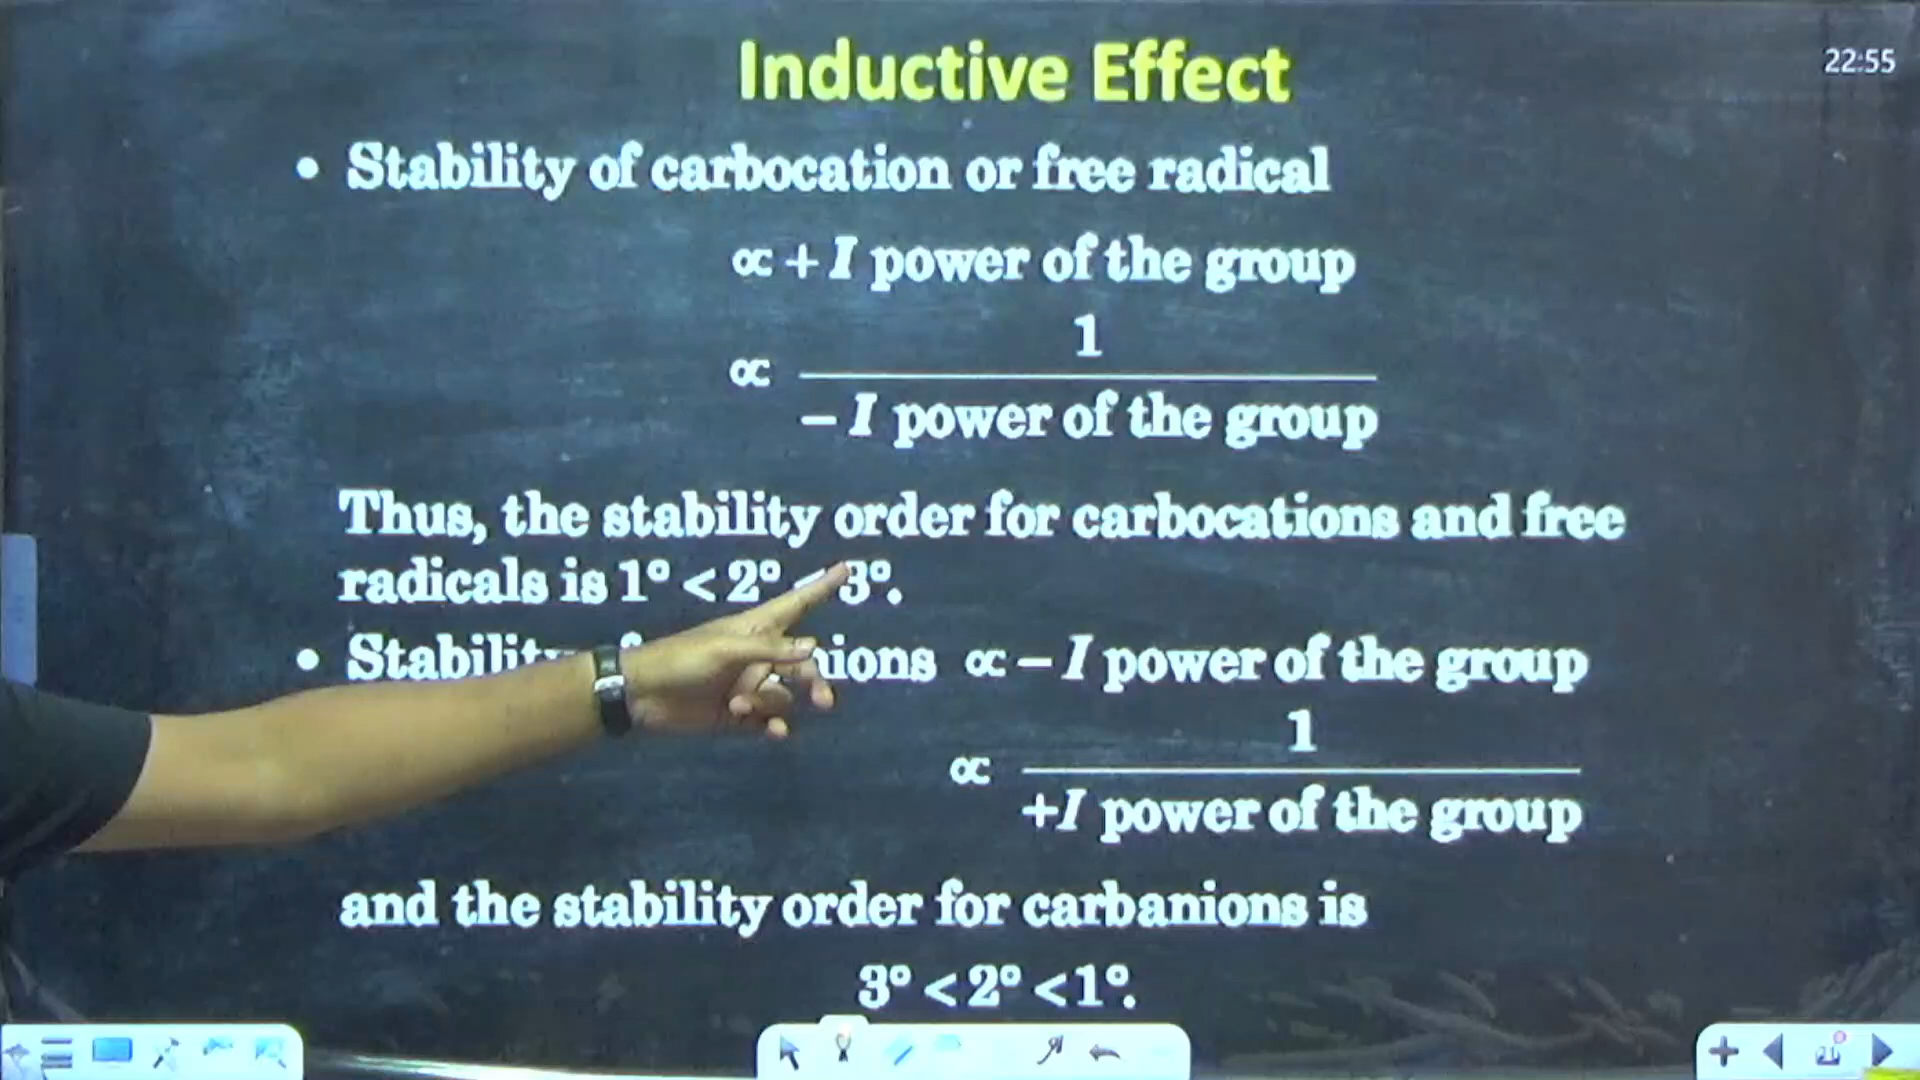 Inductive Effect
22:55
• Stability of carbocation or free radical
∝ + I power of the group
∝ 1
– I power of the group
Thus, the stability order for carbocations and free
radicals is 1° < 2° < 3°.
• Stability nions ∝ – I power of the group
∝ 1
+I power of the group
and the stability order for carbanions is
3° < 2° < 1°.